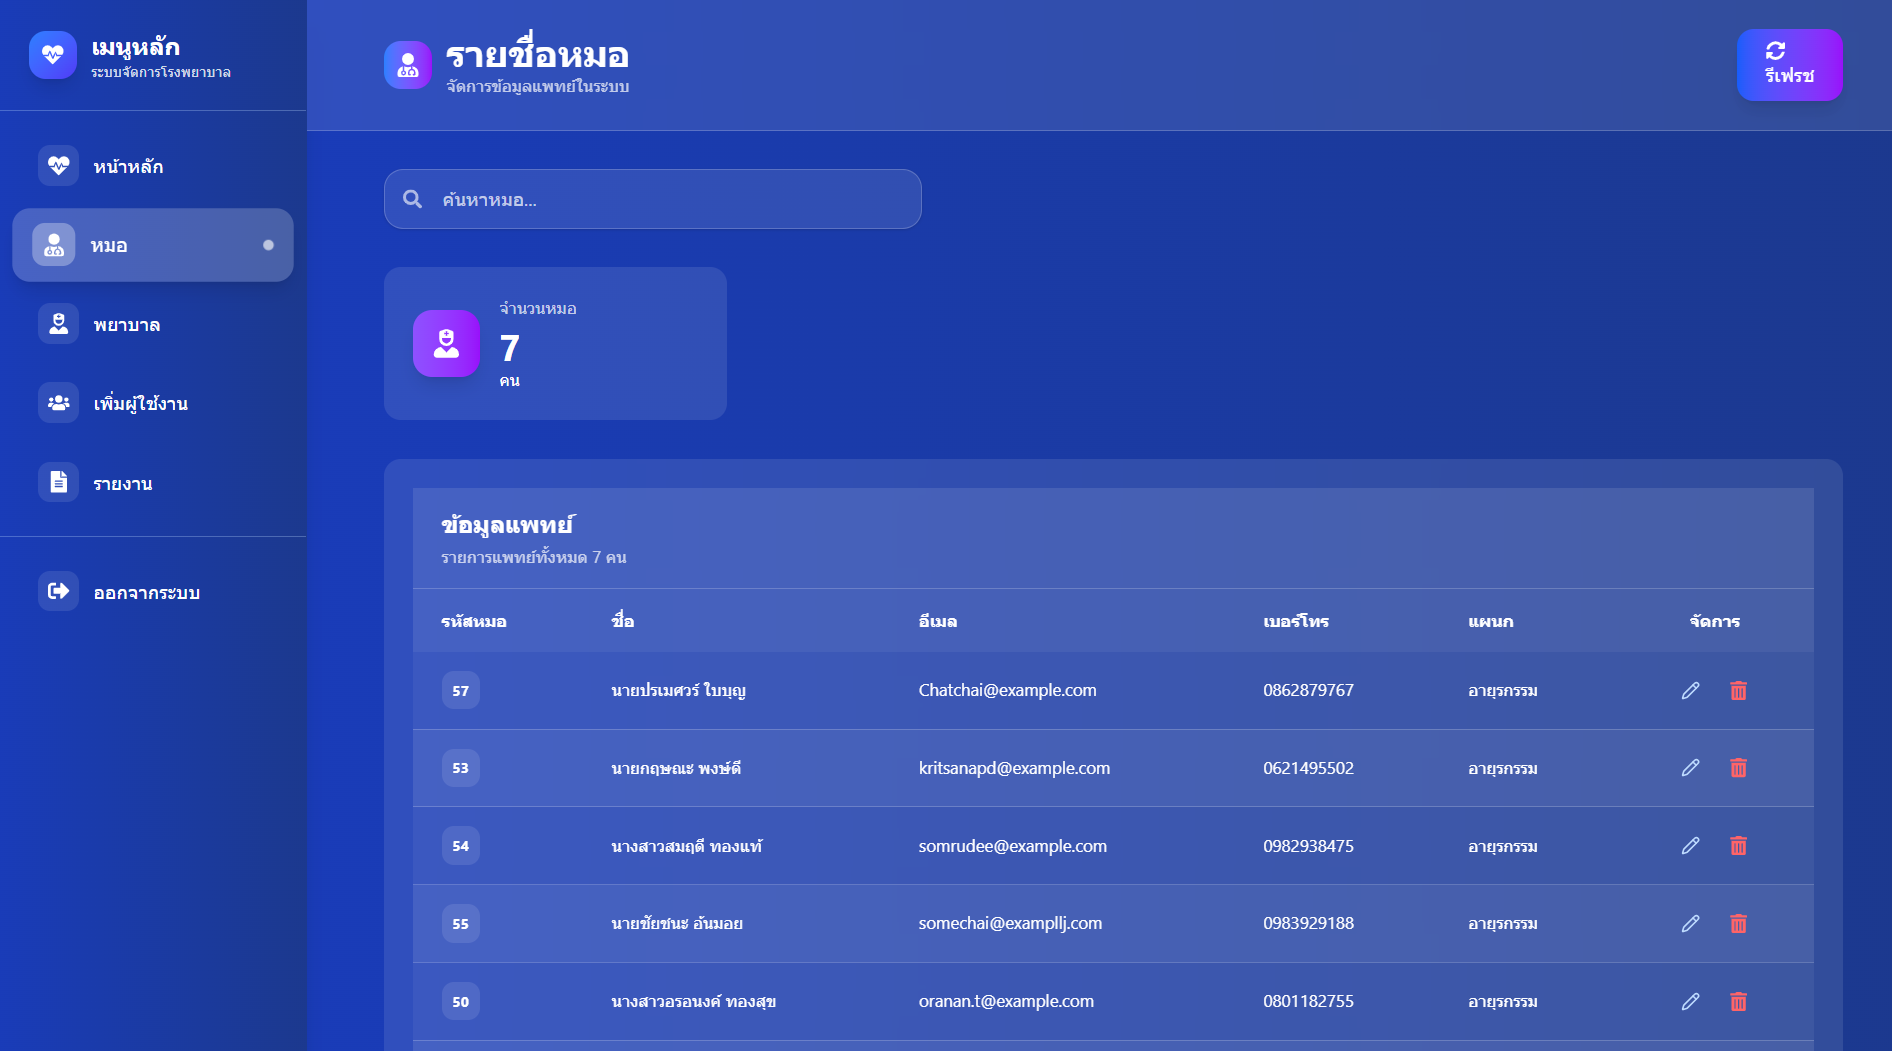 เมนูหลัก
ระบบจัดการโรงพยาบาล
หน้าหลัก
หมอ
พยาบาล
เพิ่มผู้ใช้งาน
รายงาน
ออกจากระบบ
รายชื่อหมอ
จัดการข้อมูลแพทย์ในระบบ
รีเฟรช
ค้นหาหมอ...
จำนวนหมอ
7
คน
ข้อมูลแพทย์
รายการแพทย์ทั้งหมด 7 คน
รหัสหมอ ชื่อ อีเมล เบอร์โทร แผนก จัดการ
57 นายปรเมศวร์ ใบบุญ Chatchai@example.com 0862879767 อายุรกรรม
53 นายกฤษณะ พงษ์ดี kritsanapd@example.com 0621495502 อายุรกรรม
54 นางสาวสมฤดี ทองแท้ somrudee@example.com 0982938475 อายุรกรรม
55 นายชัยชนะ อ้นมอย somechai@exampllj.com 0983929188 อายุรกรรม
50 นางสาวอรอนงค์ ทองสุข oranan.t@example.com 0801182755 อายุรกรรม